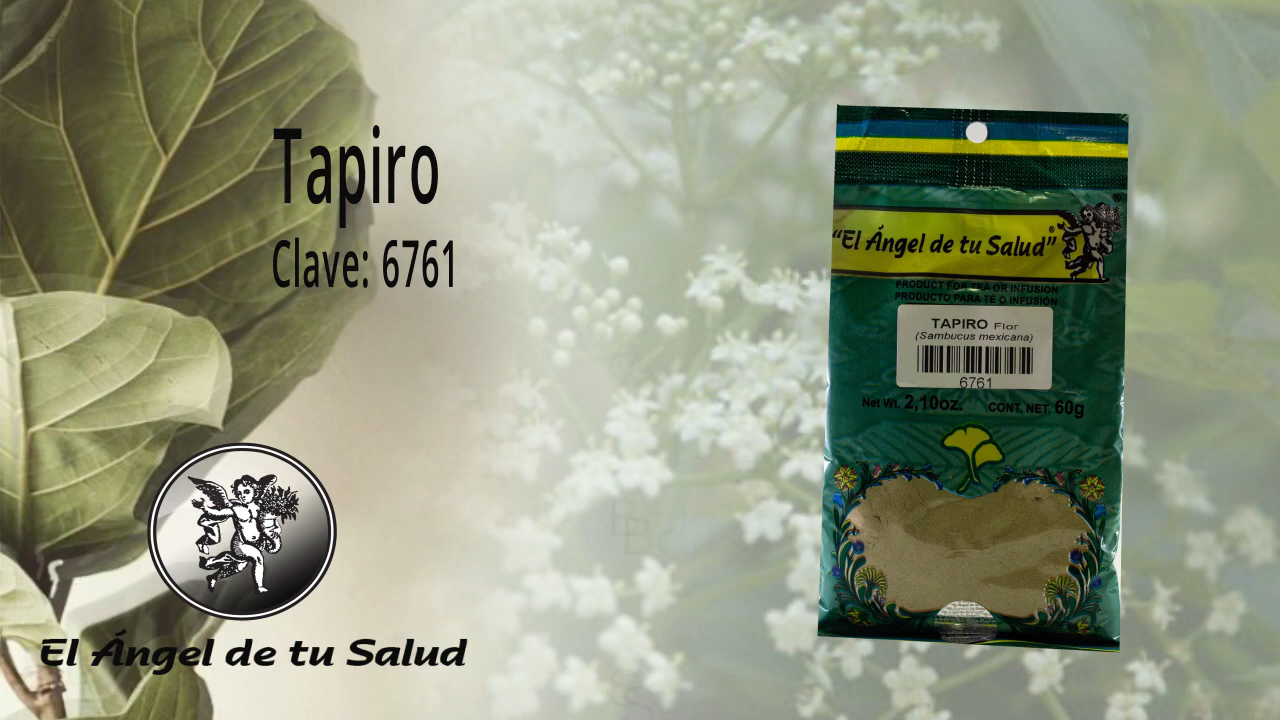 Tapiro
Clave: 6761
El Ángel de tu Salud
"El Ángel de tu Salud"®
®
PRODUCT FOR TEA OR INFUSION
PRODUCTO PARA TÉ O INFUSIÓN
TAPIRO Flor
(Sambucus mexicana)
6761
Net Wt. 2,10oz. CONT. NET. 60g